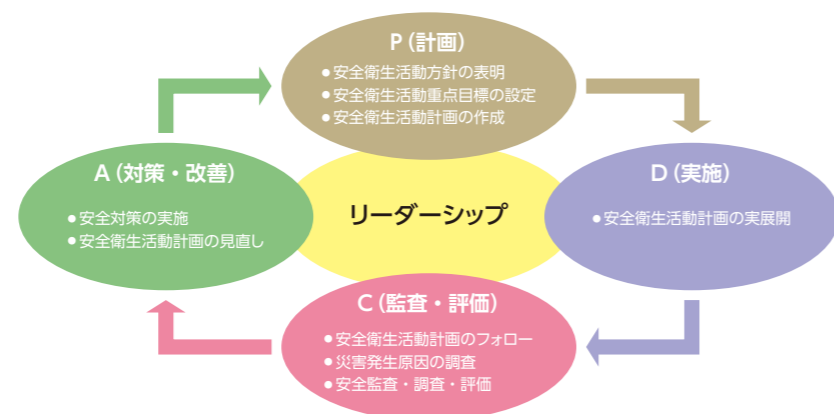 P（計画）
●安全衛生活動方針の表明
●安全衛生活動重点目標の設定
●安全衛生活動計画の作成
A（対策・改善）
●安全対策の実施
●安全衛生活動計画の見直し
リーダーシップ
D（実施）
●安全衛生活動計画の実展開
C（監査・評価）
●安全衛生活動計画のフォロー
●災害発生原因の調査
●安全監査・調査・評価